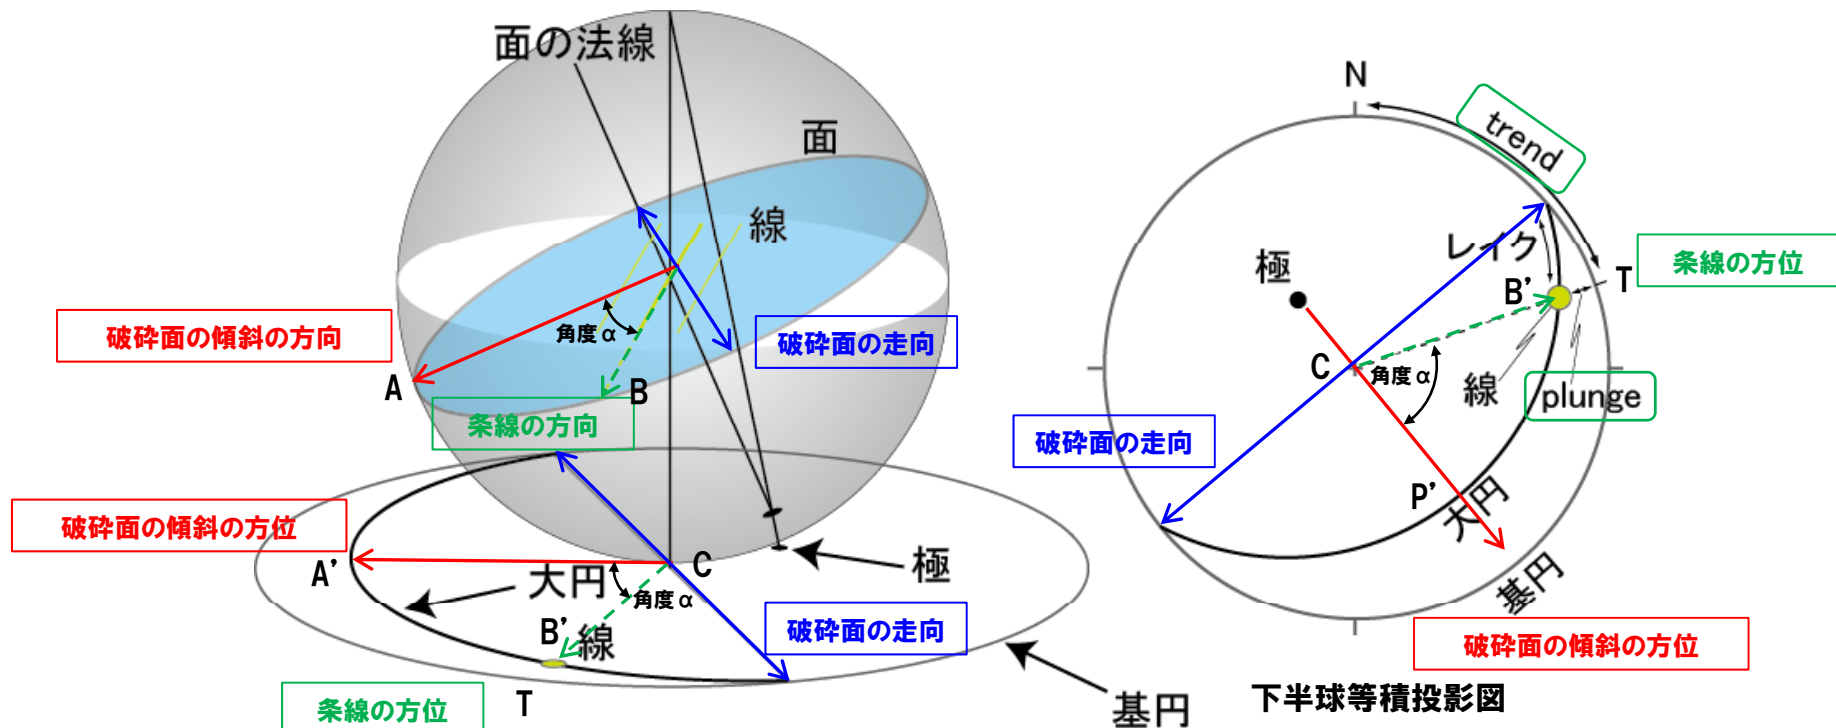 面の法線
面
線
破砕面の傾斜の方向
角度α
破砕面の走向
A
B
条線の方向
破砕面の傾斜の方位
A'
C
大円
角度α
極
B'
線
破砕面の走向
条線の方位
T
基円
N
trend
極
レイク
T
条線の方位
B'
C
角度α
線
plunge
破砕面の走向
P'
大円
基円
破砕面の傾斜の方位
下半球等積投影図